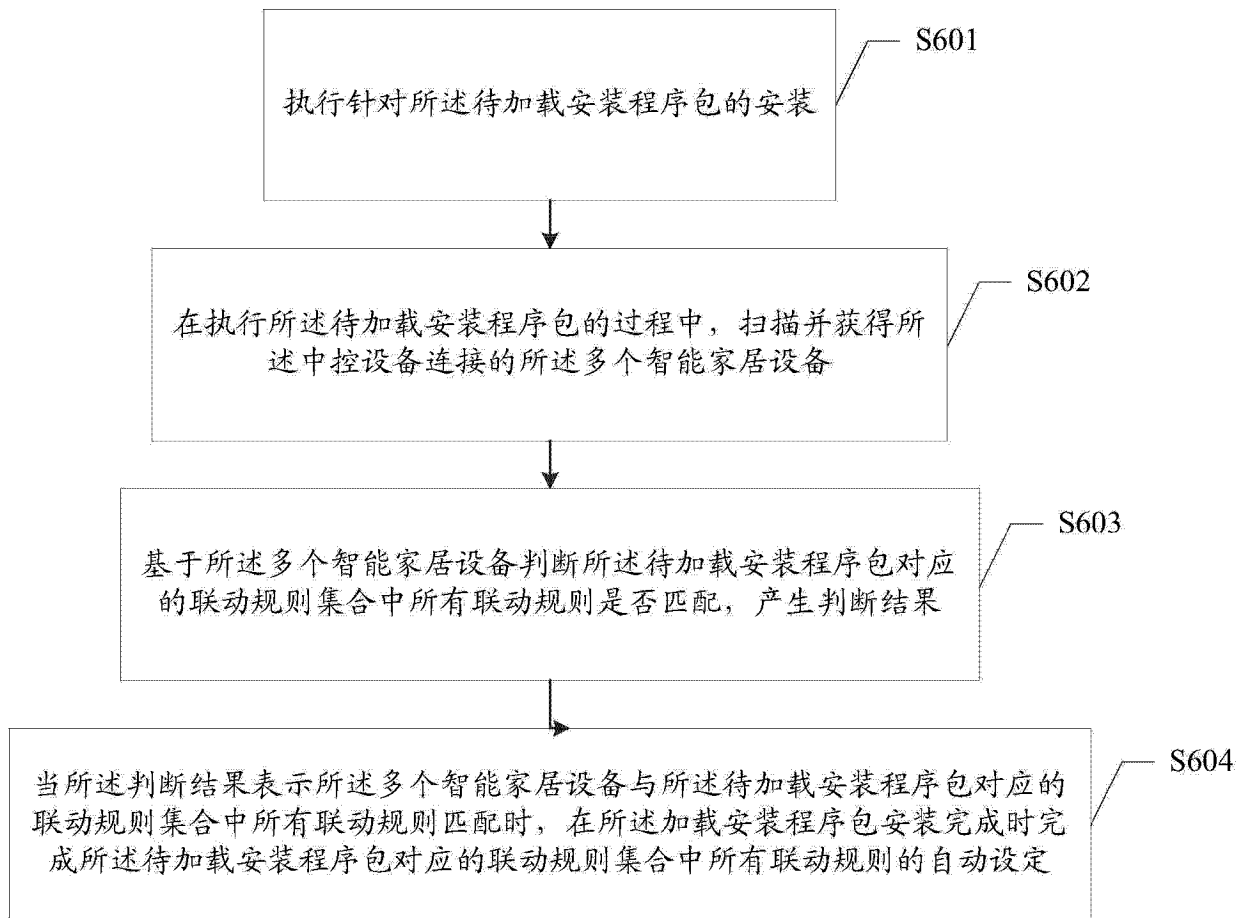 S601
执行针对所述待加载安装程序包的安装
S602
在执行所述待加载安装程序包的过程中，扫描并获得所
述中控设备连接的所述多个智能家居设备
S603
基于所述多个智能家居设备判断所述待加载安装程序包对应
的联动规则集合中所有联动规则是否匹配，产生判断结果
S604
当所述判断结果表示所述多个智能家居设备与所述待加载安装程序包对应的
联动规则集合中所有联动规则匹配时，在所述加载安装程序包安装完成时完
成所述待加载安装程序包对应的联动规则集合中所有联动规则的自动设定